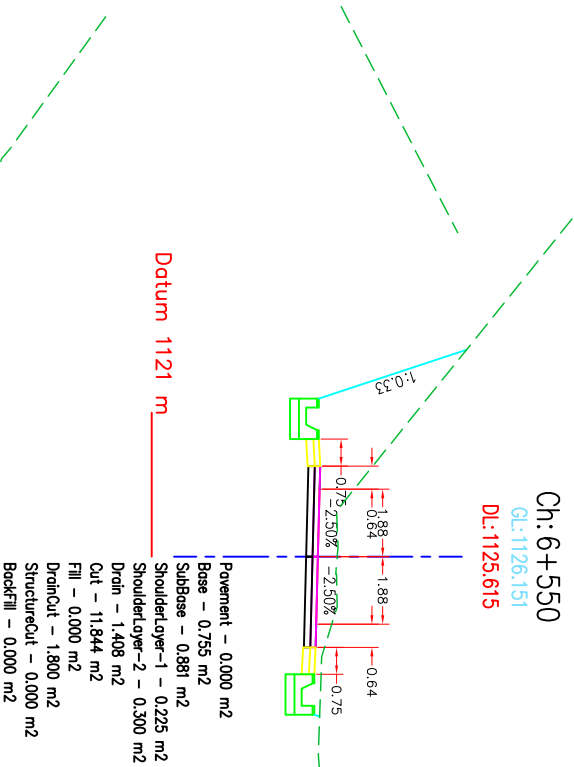 Ch: 6+550
GL:1126.151
DL:1125.615
1.88
1.88
0.64
0.64
0.75
0.75
-2.50%
-2.50%
1:0.33
Datum 1121 m
Pavement - 0.000 m2
Base - 0.755 m2
SubBase - 0.881 m2
ShoulderLayer-1 - 0.225 m2
ShoulderLayer-2 - 0.300 m2
Drain - 1.408 m2
Cut - 11.844 m2
Fill - 0.000 m2
DrainCut - 1.800 m2
StructureCut - 0.000 m2
BackFill - 0.000 m2